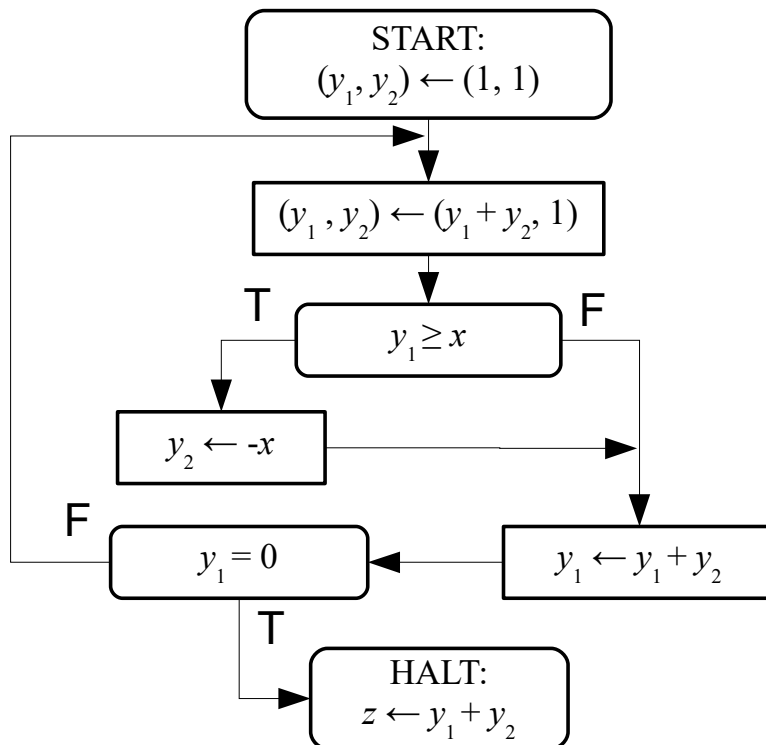 START:
(y₁, y₂) ← (1, 1)
(y₁ , y₂) ← (y₁ + y₂, 1)
T
F
y₁ ≥ x
y₂ ← -x
F
y₁ = 0
y₁ ← y₁ + y₂
T
HALT:
z ← y₁ + y₂